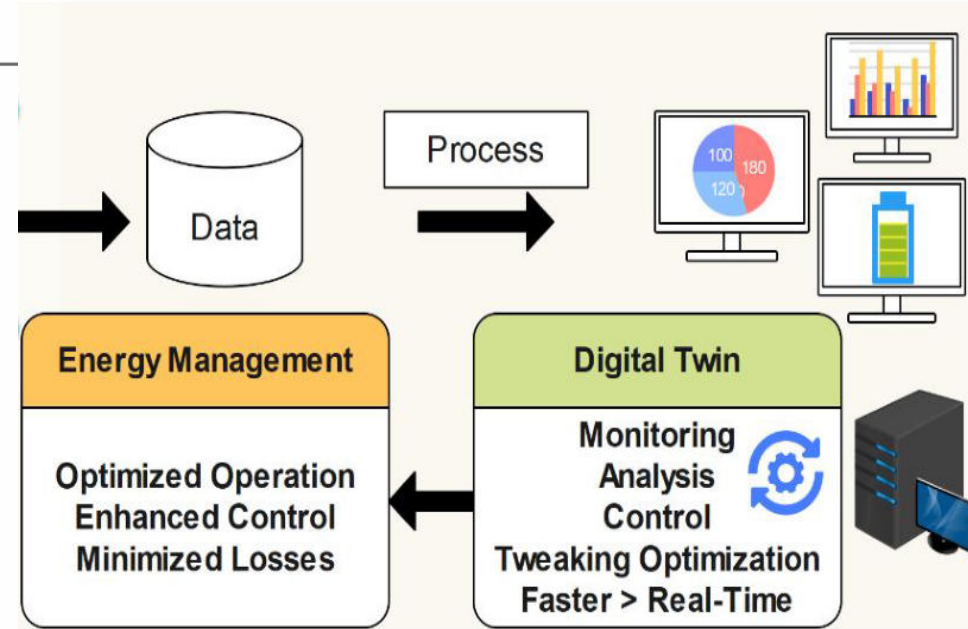 Data
Process
100
180
120
Energy Management
Optimized Operation
Enhanced Control
Minimized Losses
Digital Twin
Monitoring
Analysis
Control
Tweaking Optimization
Faster > Real-Time